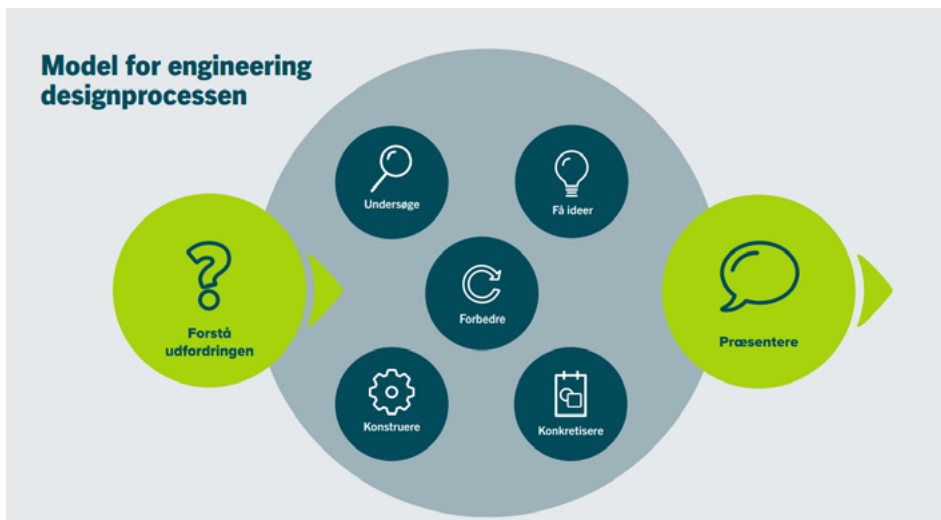 Model for engineering
designprocessen
Undersøge
Få ideer
Forstå
udfordringen
Forbedre
Præsentere
Konstruere
Konkretisere